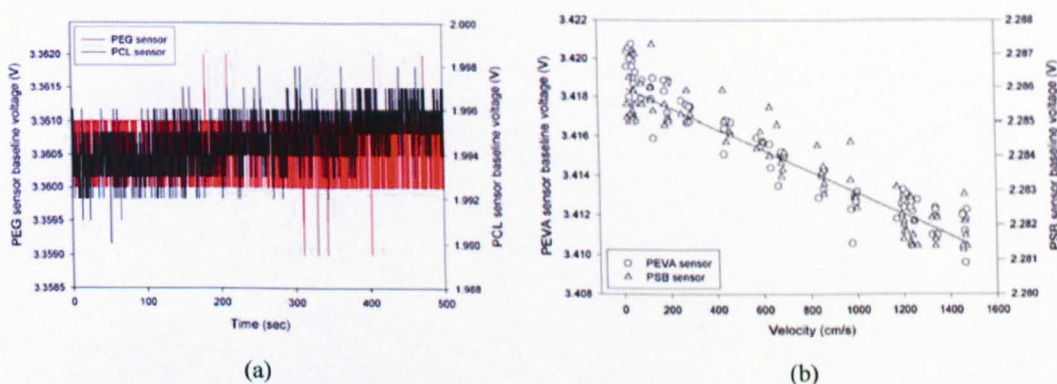 PEG sensor
PCL sensor
PEG sensor baseline voltage (V)
3.3620
3.3615
3.3610
3.3605
3.3600
3.3595
3.3590
3.3585
2.000
1.998
1.996
1.994
1.992
1.990
1.988
PCL sensor baseline voltage (V)
0 100 200 300 400 500
Time (sec)
(a)
PEVA sensor baseline voltage (V)
3.422
3.420
3.418
3.416
3.414
3.412
3.410
3.408
PEVA sensor
PSB sensor
2.288
2.287
2.286
2.285
2.284
2.283
2.282
2.281
2.280
PSB sensor baseline voltage (V)
0 200 400 600 800 1000 1200 1400 1600
Velocity (cm/s)
(b)